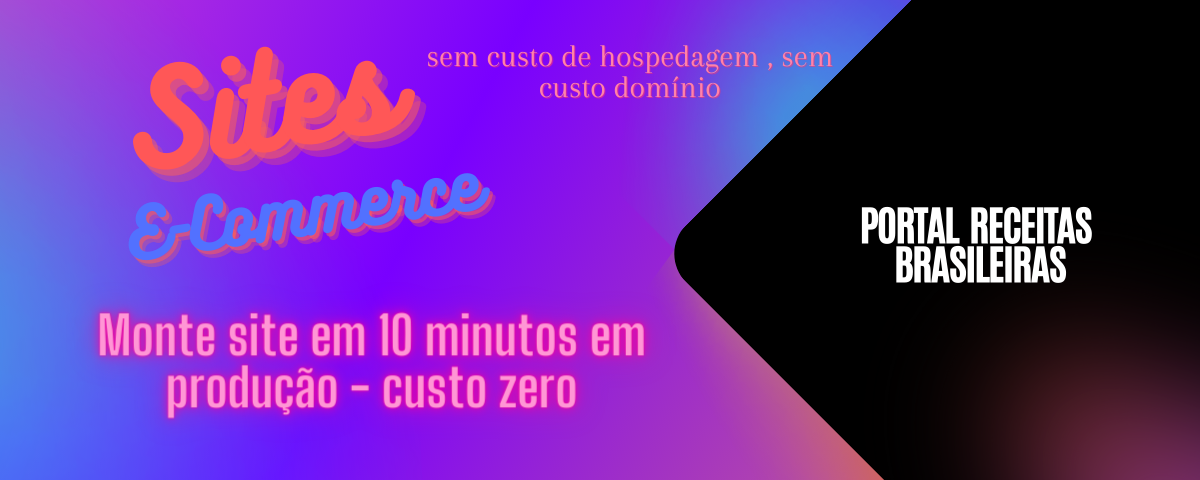 Sites
E-Commerce
sem custo de hospedagem , sem
custo domínio
Monte site em 10 minutos em
produção - custo zero
PORTAL RECEITAS
BRASILEIRAS